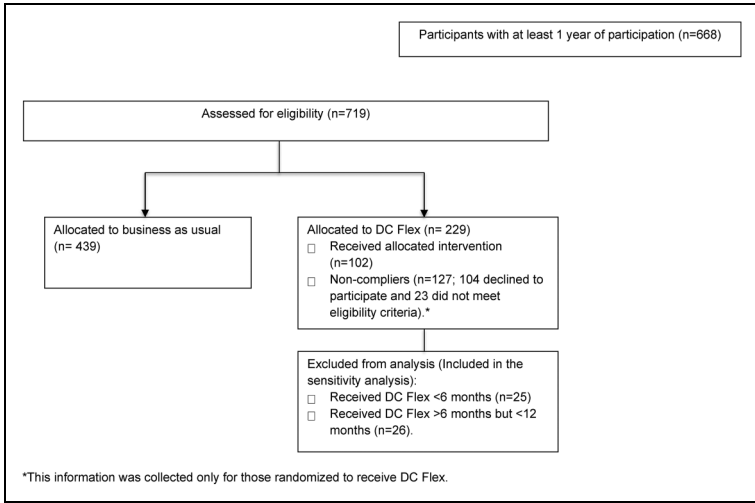 Participants with at least 1 year of participation (n=668)
Assessed for eligibility (n=719)
Allocated to business as usual
(n= 439)
Allocated to DC Flex (n= 229)
□ Received allocated intervention
(n=102)
□ Non-compliers (n=127; 104 declined to
participate and 23 did not meet
eligibility criteria).*
Excluded from analysis (Included in the
sensitivity analysis):
□ Received DC Flex <6 months (n=25)
□ Received DC Flex >6 months but <12
months (n=26).
*This information was collected only for those randomized to receive DC Flex.